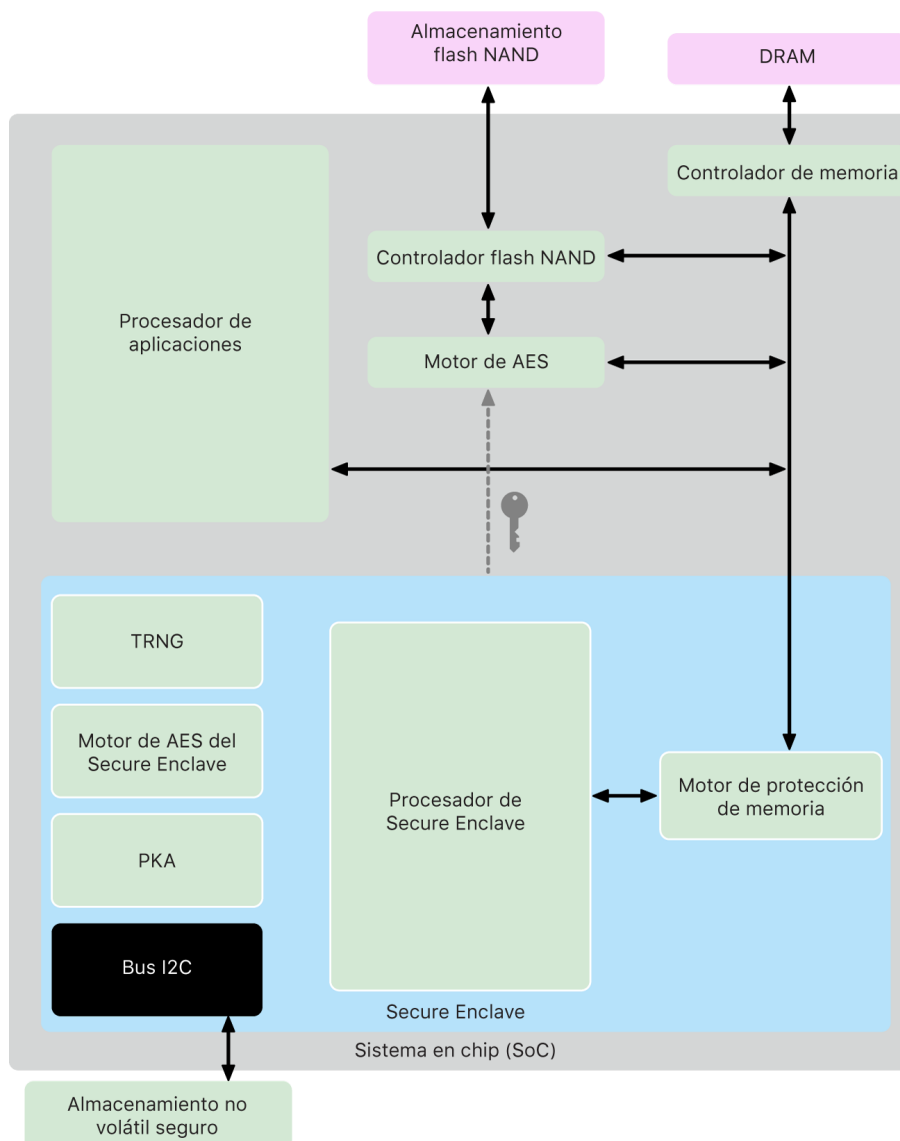 Almacenamiento
flash NAND
DRAM
Controlador de memoria
Controlador flash NAND
Procesador de
aplicaciones
Motor de AES
TRNG
Motor de AES del
Secure Enclave
Procesador de
Secure Enclave
Motor de protección
de memoria
PKA
Bus I2C
Secure Enclave
Sistema en chip (SoC)
Almacenamiento no
volátil seguro